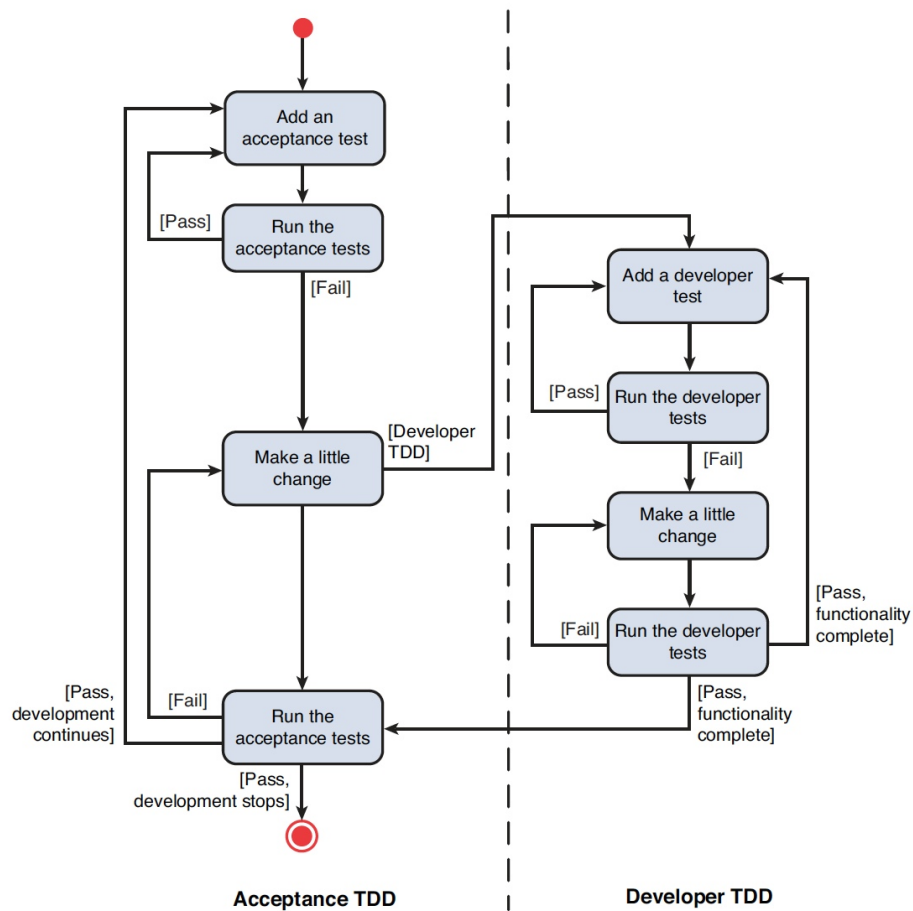 Add an
acceptance test
[Pass]
Run the
acceptance tests
[Fail]
Make a little
change
[Developer
TDD]
[Fail]
Run the
acceptance tests
[Pass,
development
continues]
[Pass,
development stops]
Acceptance TDD
Add a developer
test
[Pass]
Run the developer
tests
[Fail]
Make a little
change
[Fail]
Run the developer
tests
[Pass,
functionality
complete]
[Pass,
functionality
complete]
Developer TDD